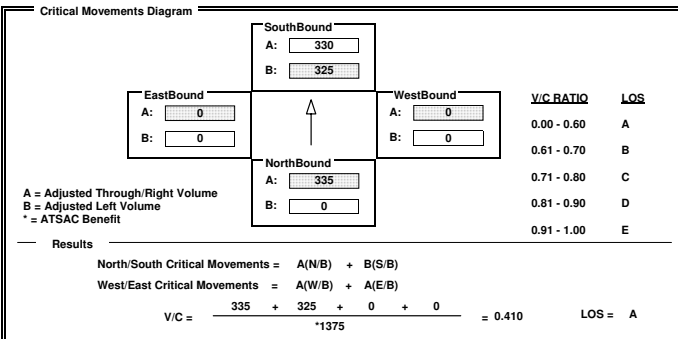 Critical Movements Diagram
SouthBound
A: 330
B: 325
EastBound
A: 0
B: 0
WestBound
A: 0
B: 0
NorthBound
A: 335
B: 0
V/C RATIO LOS
0.00 - 0.60 A
0.61 - 0.70 B
0.71 - 0.80 C
0.81 - 0.90 D
0.91 - 1.00 E
A = Adjusted Through/Right Volume
B = Adjusted Left Volume
* = ATSAC Benefit
Results
North/South Critical Movements = A(N/B) + B(S/B)
West/East Critical Movements = A(W/B) + A(E/B)
V/C = 335 + 325 + 0 + 0 = 0.410 LOS = A
*1375